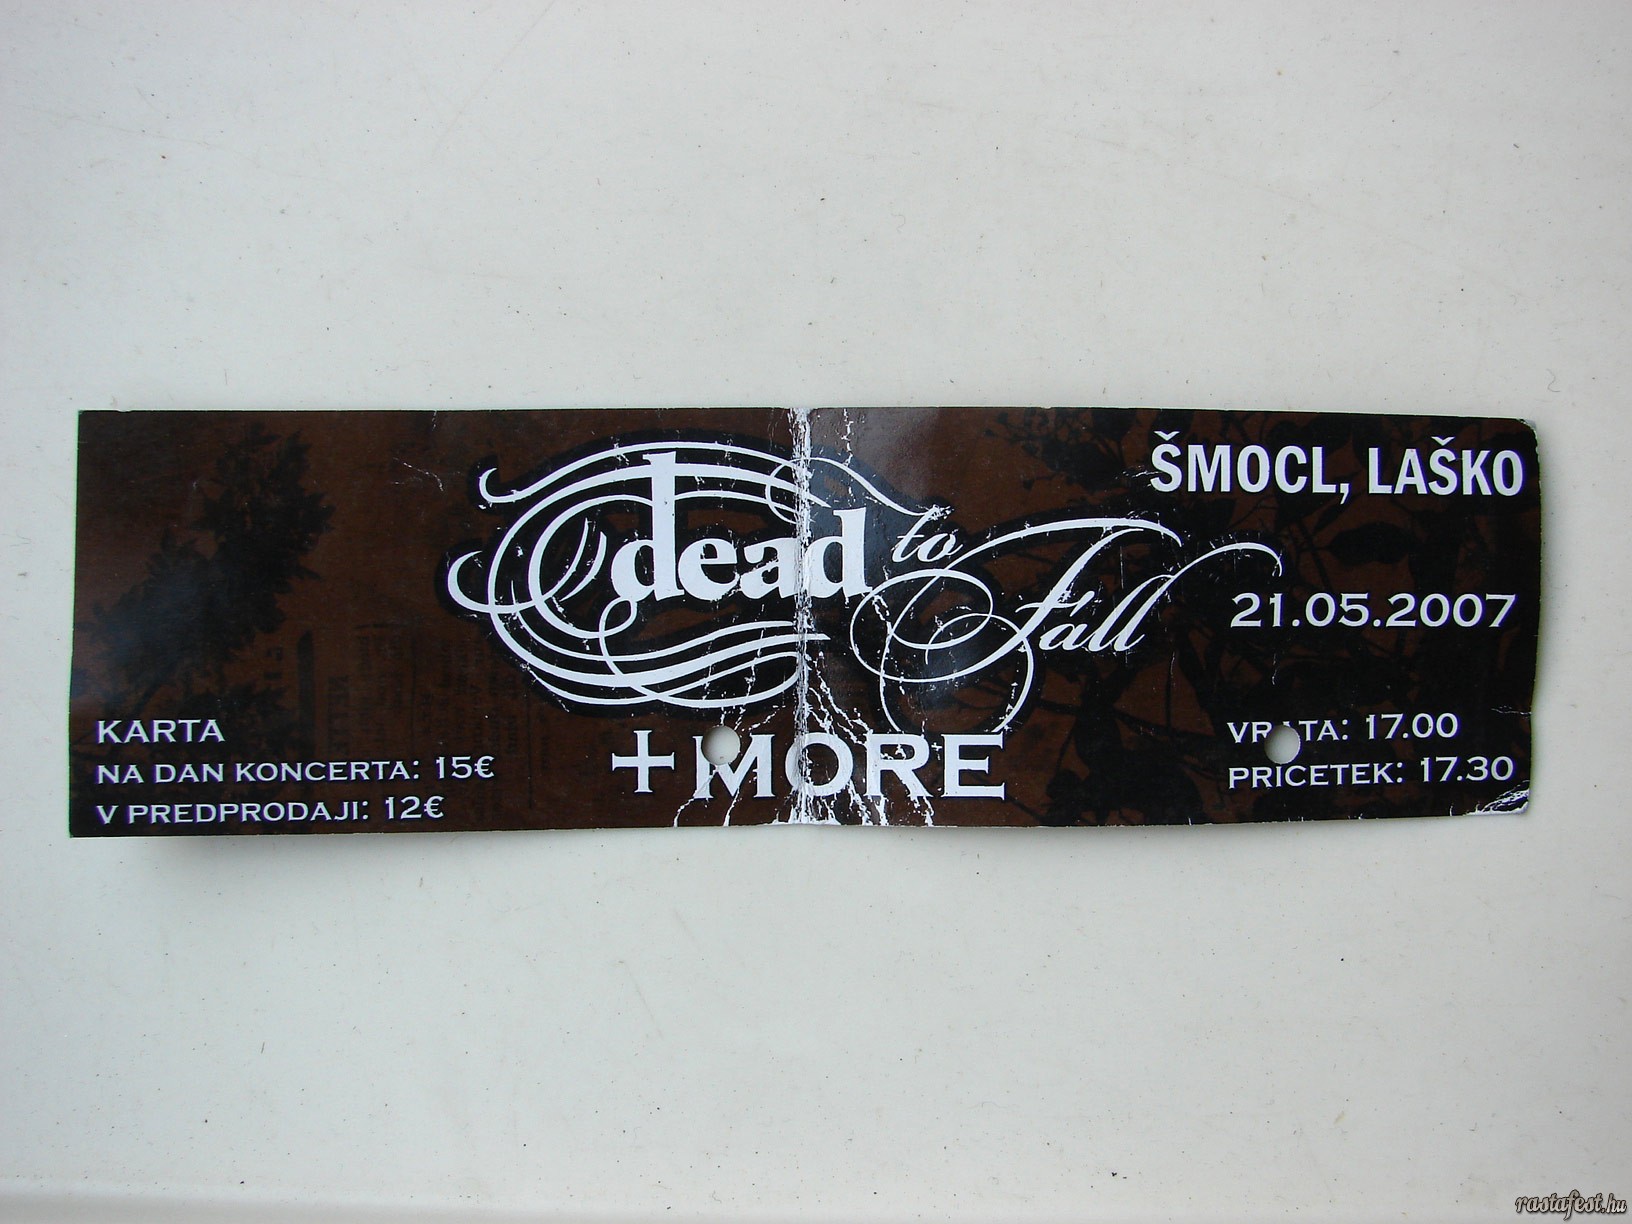 ŠMOCL, LAŠKO
dead to Fall
21.05.2007
+MORE
KARTA
NA DAN KONCERTA: 15€
V PREDPRODAJI: 12€
VRATA: 17.00
PRICETEK: 17.30
rastafest.hu